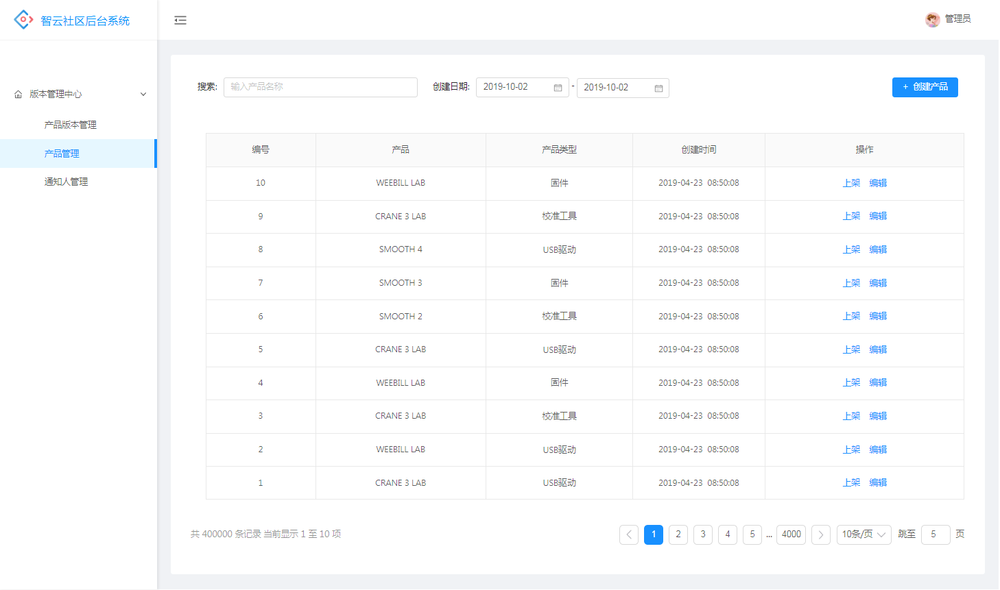 智云社区后台系统
管理员
版本管理中心
产品版本管理
产品管理
通知人管理
搜索: 输入产品名称 创建日期: 2019-10-02 - 2019-10-02 + 创建产品
编号 产品 产品类型 创建时间 操作
10 WEEBILL LAB 固件 2019-04-23 08:50:08 上架 编辑
9 CRANE 3 LAB 校准工具 2019-04-23 08:50:08 上架 编辑
8 SMOOTH 4 USB驱动 2019-04-23 08:50:08 上架 编辑
7 SMOOTH 3 固件 2019-04-23 08:50:08 上架 编辑
6 SMOOTH 2 校准工具 2019-04-23 08:50:08 上架 编辑
5 CRANE 3 LAB USB驱动 2019-04-23 08:50:08 上架 编辑
4 WEEBILL LAB 固件 2019-04-23 08:50:08 上架 编辑
3 CRANE 3 LAB 校准工具 2019-04-23 08:50:08 上架 编辑
2 WEEBILL LAB USB驱动 2019-04-23 08:50:08 上架 编辑
1 CRANE 3 LAB USB驱动 2019-04-23 08:50:08 上架 编辑
共 400000 条记录 当前显示 1 至 10 项 1 2 3 4 5 ... 4000 10条/页 跳至 5 页